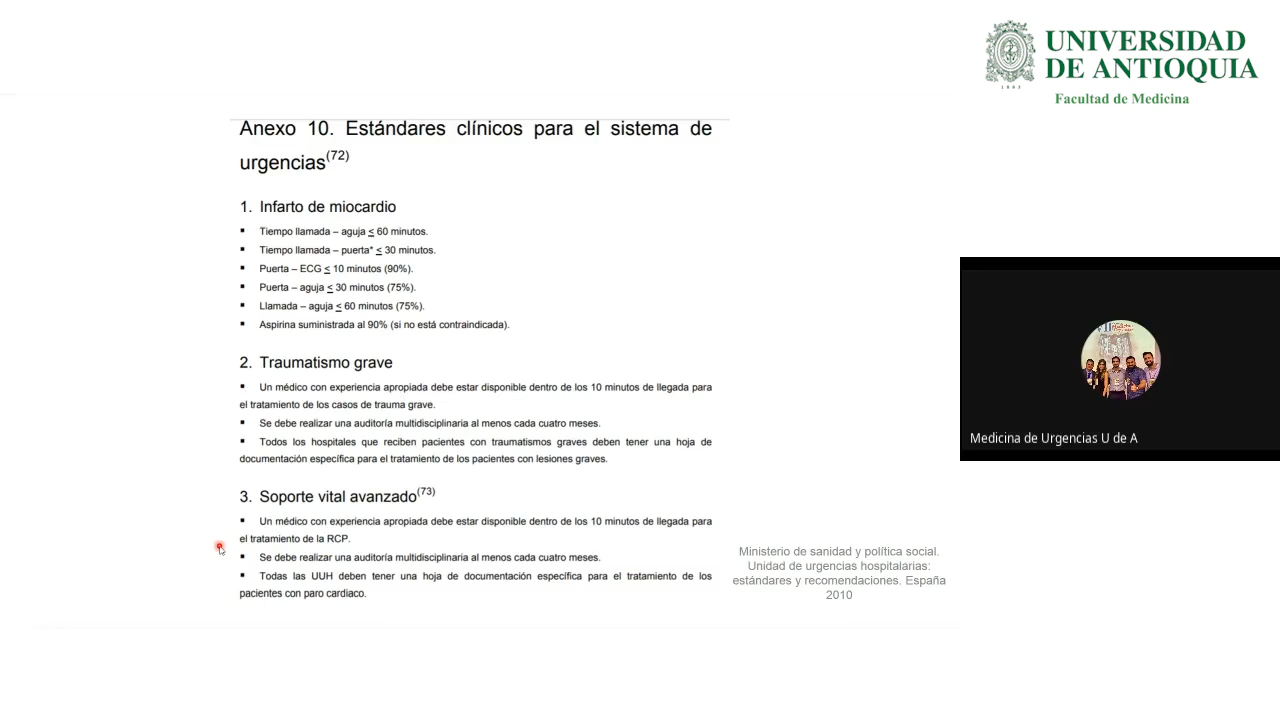 UNIVERSIDAD
DE ANTIOQUIA
1803
Facultad de Medicina
Anexo 10. Estándares clínicos para el sistema de
urgencias(72)
1. Infarto de miocardio
▪ Tiempo llamada – aguja ≤ 60 minutos.
▪ Tiempo llamada – puerta* ≤ 30 minutos.
▪ Puerta – ECG ≤ 10 minutos (90%).
▪ Puerta – aguja ≤ 30 minutos (75%).
▪ Llamada – aguja ≤ 60 minutos (75%).
▪ Aspirina suministrada al 90% (si no está contraindicada).
2. Traumatismo grave
▪ Un médico con experiencia apropiada debe estar disponible dentro de los 10 minutos de llegada para
el tratamiento de los casos de trauma grave.
▪ Se debe realizar una auditoría multidisciplinaria al menos cada cuatro meses.
▪ Todos los hospitales que reciben pacientes con traumatismos graves deben tener una hoja de
documentación específica para el tratamiento de los pacientes con lesiones graves.
3. Soporte vital avanzado(73)
▪ Un médico con experiencia apropiada debe estar disponible dentro de los 10 minutos de llegada para
el tratamiento de la RCP.
▪ Se debe realizar una auditoría multidisciplinaria al menos cada cuatro meses.
▪ Todas las UUH deben tener una hoja de documentación específica para el tratamiento de los
pacientes con paro cardiaco.
Ministerio de sanidad y política social.
Unidad de urgencias hospitalarias:
estándares y recomendaciones. España
2010
Medicina de Urgencias U de A